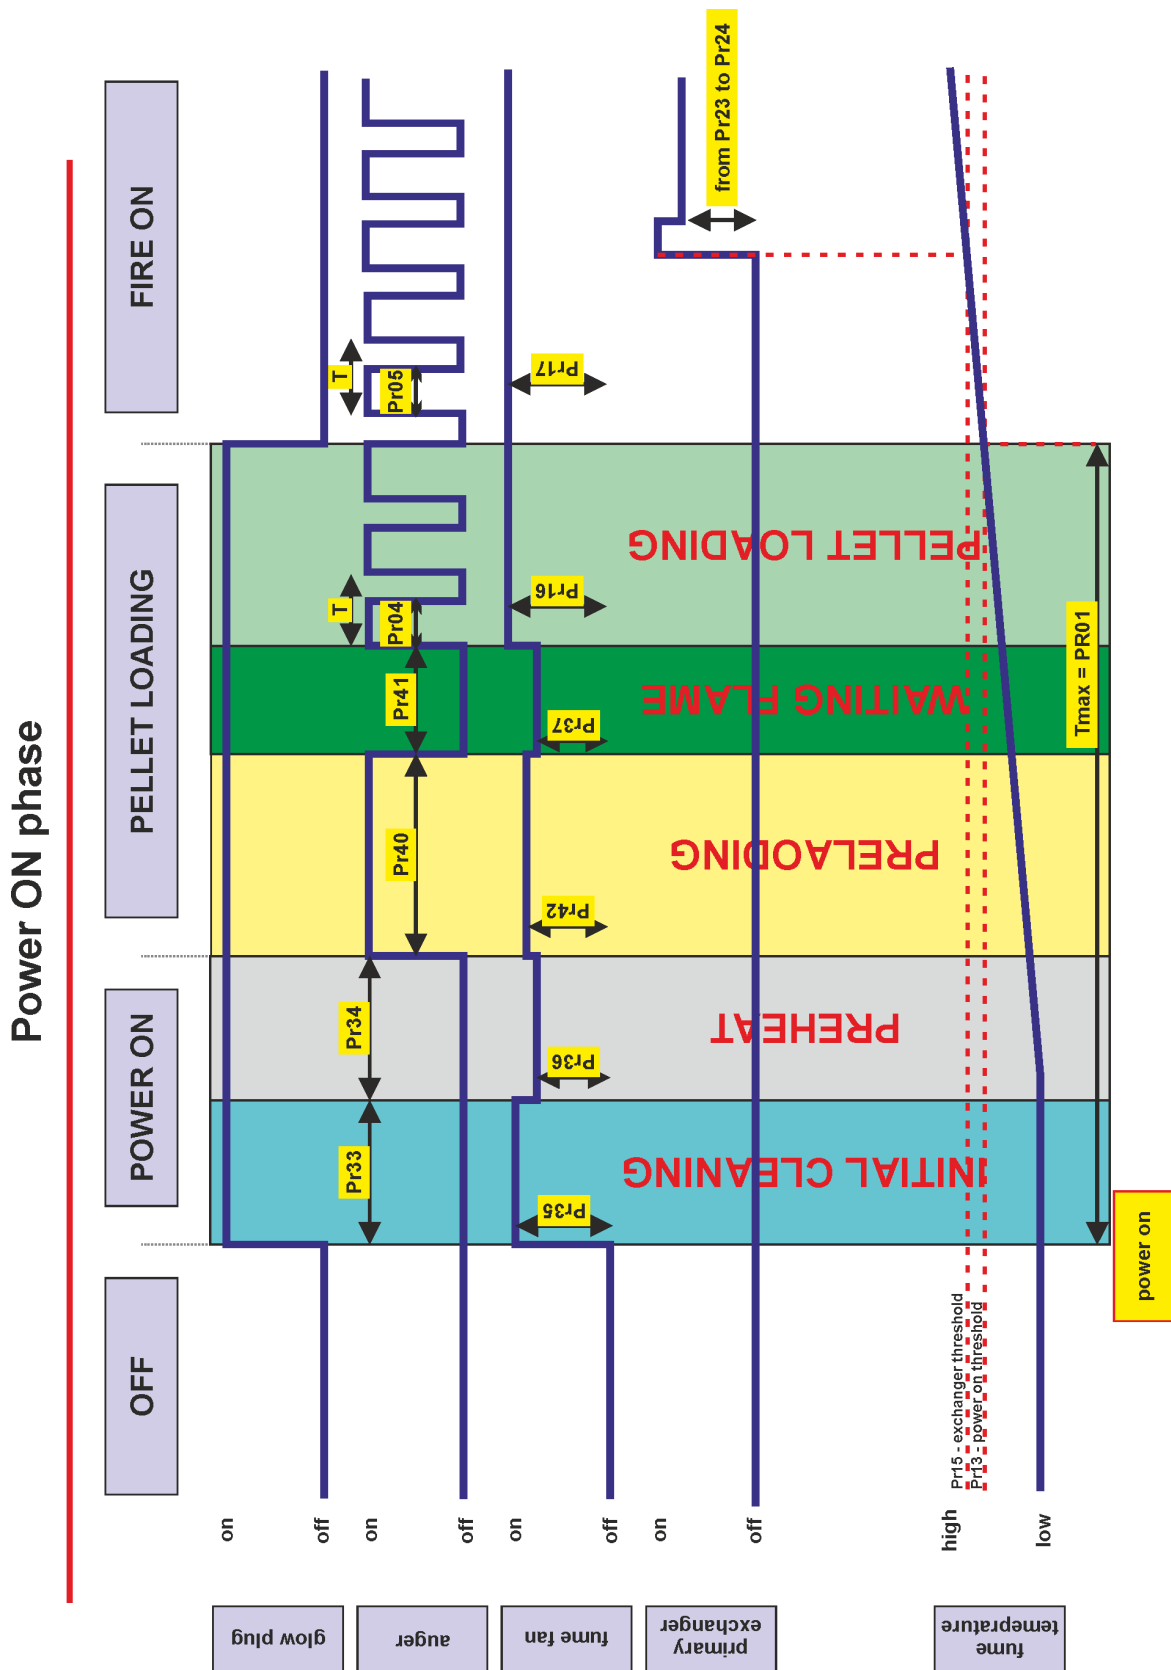 Power ON phase
OFF
POWER ON
PELLET LOADING
FIRE ON
glow plug
on
off
auger
on
off
Pr33
Pr34
Pr40
Pr41
Pr04
T
Pr05
T
fume fan
on
off
Pr35
Pr36
Pr42
Pr37
Pr16
Pr17
primary
exchanger
on
off
from Pr23 to Pr24
INITIAL CLEANING
PREHEAT
PRELAODING
WAITING FLAME
PELLET LOADING
fume
temeprature
high
low
Pr15 - exchanger threshold
Pr13 - power on threshold
Tmax = PR01
power on